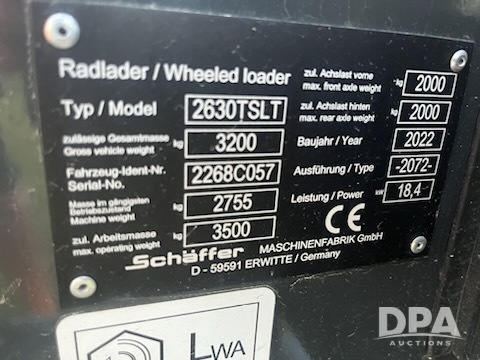 Radlader / Wheeled loader
Typ / Model 2630TSLT
zulässige Gesamtmasse kg 3200
Gross vehicle weight
Fahrzeug-Ident-Nr. 2268C057
Serial-No.
Masse im gängigsten kg 2755
Betriebszustand
Machine weight
zul. Arbeitsmasse kg 3500
max. operating weight
zul. Achslast vorne kg 2000
max. front axle weight
zul. Achslast hinten kg 2000
max. rear axle weight
Baujahr / Year 2022
Ausführung / Type -2072-
Leistung / Power kW 18,4
CE
Schäffer MASCHINENFABRIK GmbH
D - 59591 ERWITTE / Germany
LWA
DPA
AUCTIONS